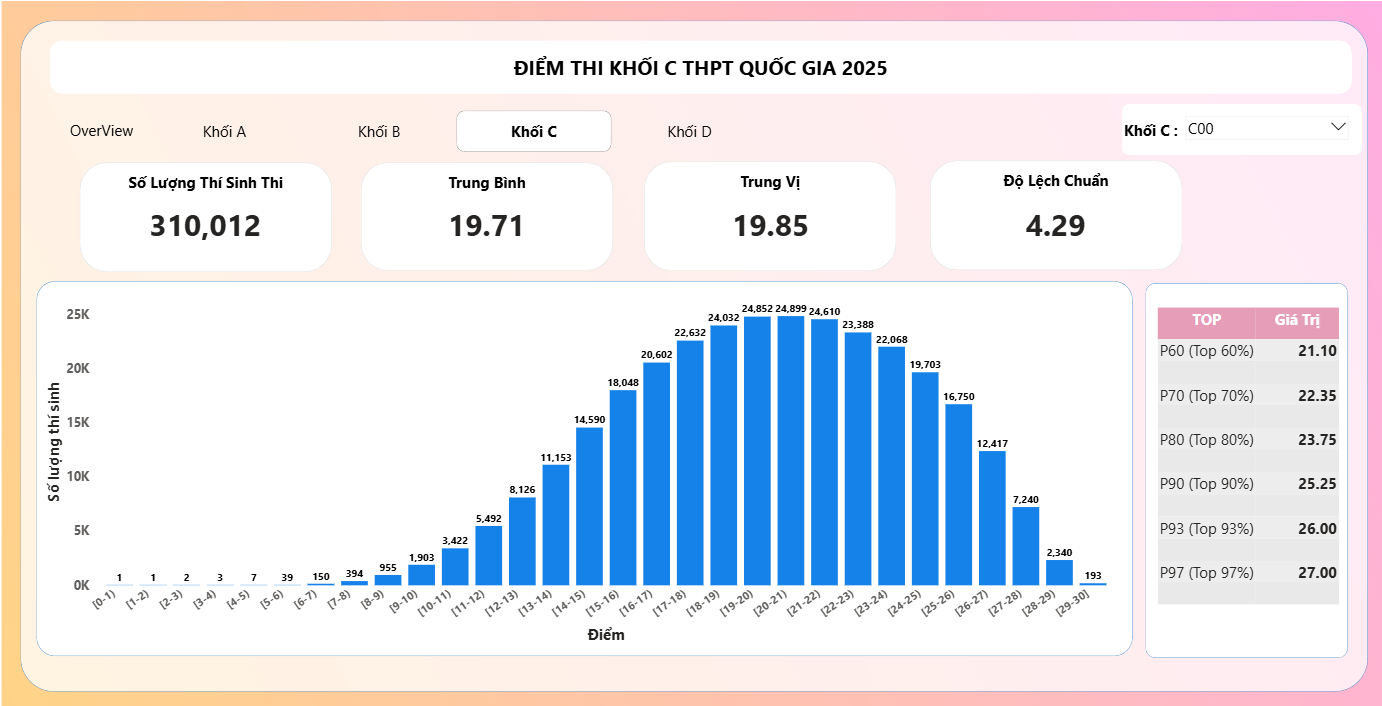 ĐIỂM THI KHỐI C THPT QUỐC GIA 2025
OverView
Khối A
Khối B
Khối C
Khối D
Khối C :
C00
Số Lượng Thí Sinh Thi
310,012
Trung Bình
19.71
Trung Vị
19.85
Độ Lệch Chuẩn
4.29
Số lượng thí sinh
25K
20K
15K
10K
5K
0K
1
1
2
3
7
39
150
394
955
1,903
3,422
5,492
8,126
11,153
14,590
18,048
20,602
22,632
24,032
24,852
24,899
24,610
23,388
22,068
19,703
16,750
12,417
7,240
2,340
193
[0-1)
[1-2)
[2-3)
[3-4)
[4-5)
[5-6)
[6-7)
[7-8)
[8-9)
[9-10)
[10-11)
[11-12)
[12-13)
[13-14)
[14-15)
[15-16)
[16-17)
[17-18)
[18-19)
[19-20)
[20-21)
[21-22)
[22-23)
[23-24)
[24-25)
[25-26)
[26-27)
[27-28)
[28-29)
[29-30]
Điểm
TOP Giá Trị
P60 (Top 60%) 21.10
P70 (Top 70%) 22.35
P80 (Top 80%) 23.75
P90 (Top 90%) 25.25
P93 (Top 93%) 26.00
P97 (Top 97%) 27.00